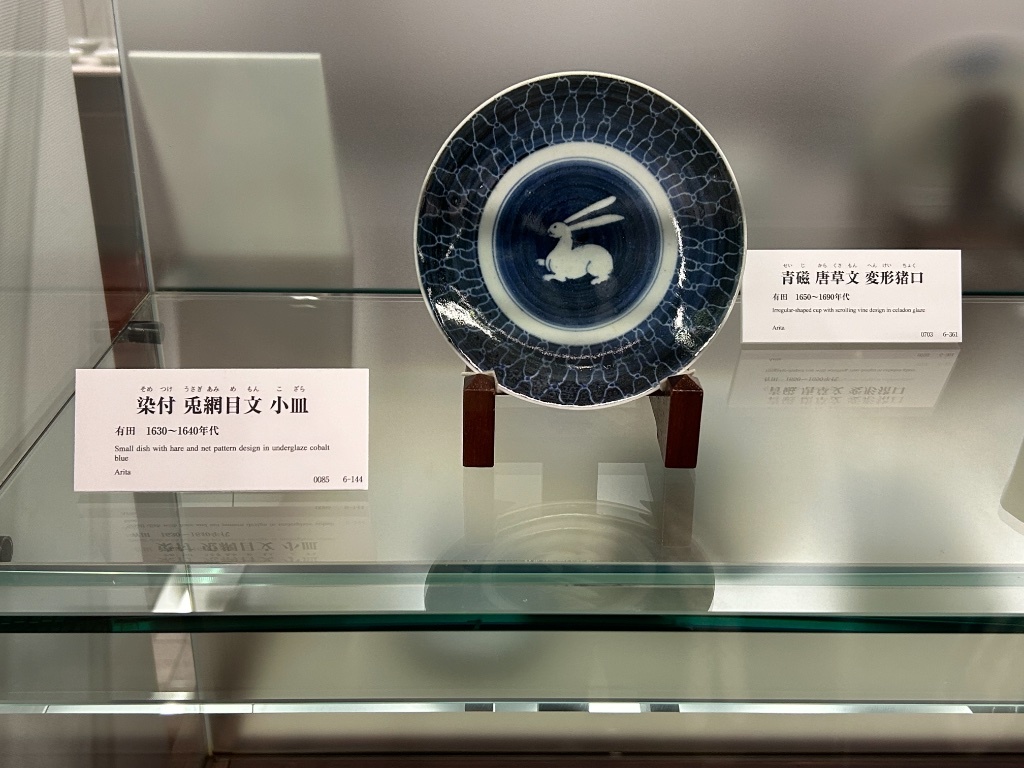 そめ つけ うさぎ あみ め もん こ ざら
染付 兎網目文 小皿
有田 1630～1640年代
Small dish with hare and net pattern design in underglaze cobalt
blue
Arita
0085 6-144
せい じ から くさ もん へん けい ちょく
青磁 唐草文 変形猪口
有田 1650～1690年代
Irregular-shaped cup with scrolling vine design in celadon glaze
Arita
0703 6-361